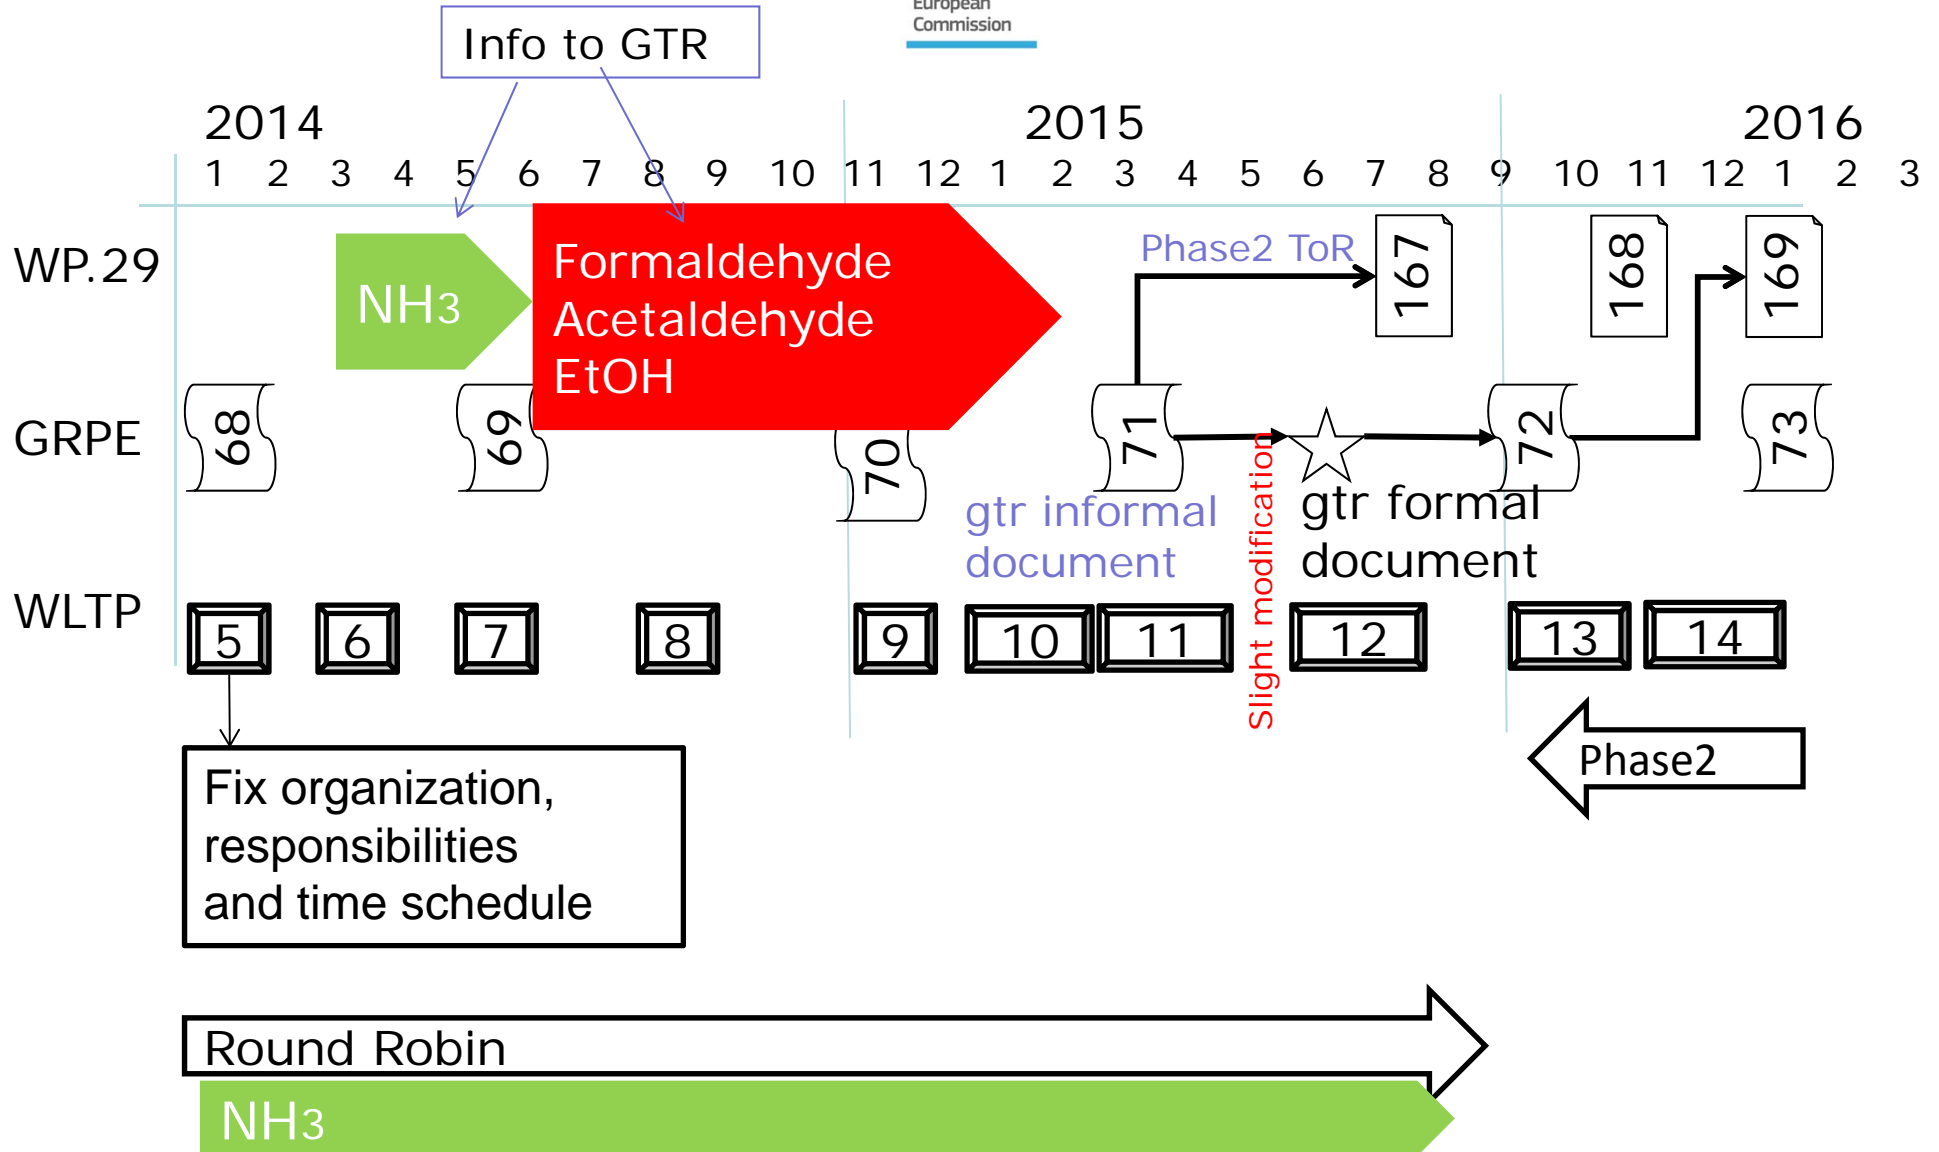 European
Commission
Info to GTR
2014 2015 2016
1 2 3 4 5 6 7 8 9 10 11 12 1 2 3 4 5 6 7 8 9 10 11 12 1 2 3
WP.29
NH3
Formaldehyde
Acetaldehyde
EtOH
Phase2 ToR
167
168
169
GRPE
68
69
70
71
72
73
gtr informal
document
Slight modification
gtr formal
document
WLTP
5 6 7 8 9 10 11 12 13 14
Phase2
Fix organization,
responsibilities
and time schedule
Round Robin
NH3